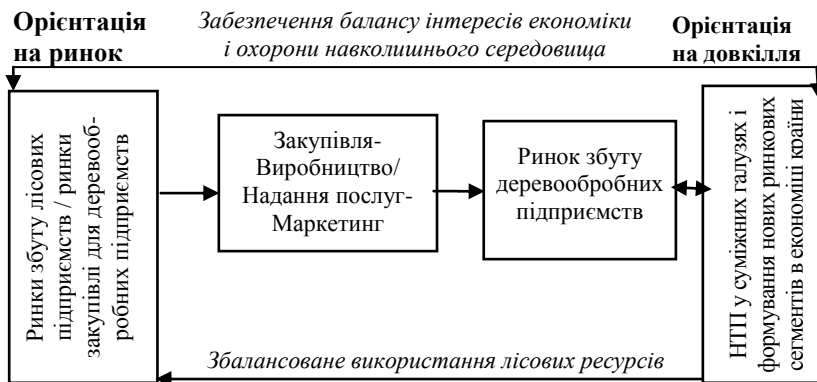 Орієнтація
на ринок
Забезпечення балансу інтересів економіки
і охорони навколишнього середовища
Орієнтація
на довкілля
Ринки збуту лісових
підприємств / ринки
закупівлі для деревооб-
робних підприємств
Закупівля-
Виробництво/
Надання послуг-
Маркетинг
Ринок збуту
деревообробних
підприємств
НТП у суміжних галузях і
формування нових ринкових
сегментів в економіці країни
Збалансоване використання лісових ресурсів